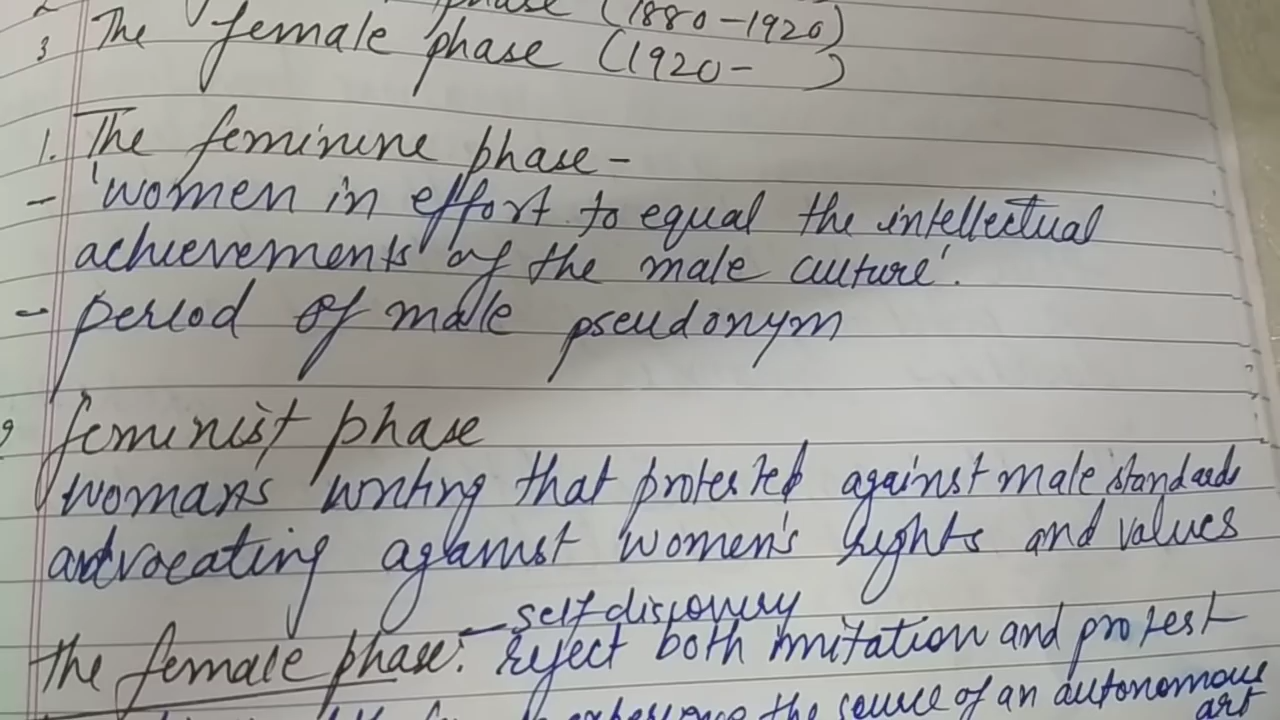 phase (1880-1920)
3 The female phase (1920- )
1. The feminine phase -
- 'women in effort to equal the intellectual
achievements of the male culture'.
- period of male pseudonym
feminist phase
womans writing that protested against male standards
advocating against women's rights and values
- self discovery
the female phase: reject both imitation and protest
experience the source of an autonomous
art